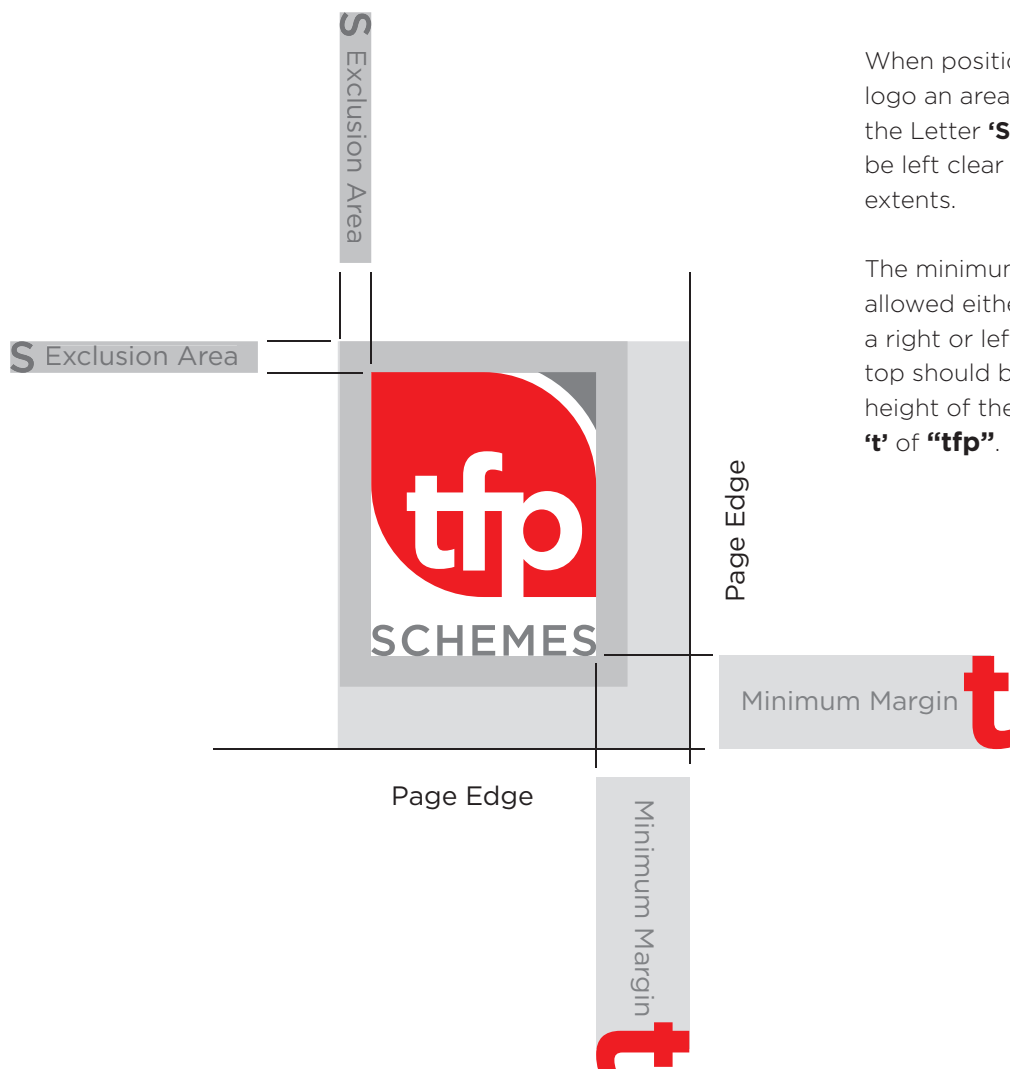 S Exclusion Area
When positio
logo an area
the Letter ‘S
be left clear
extents.
The minimum
allowed eithe
a right or lef
top should b
height of the
‘t’ of “tfp”.
S Exclusion Area
tfp
SCHEMES
Page Edge
Minimum Margin t
Page Edge
Minimum Margin t